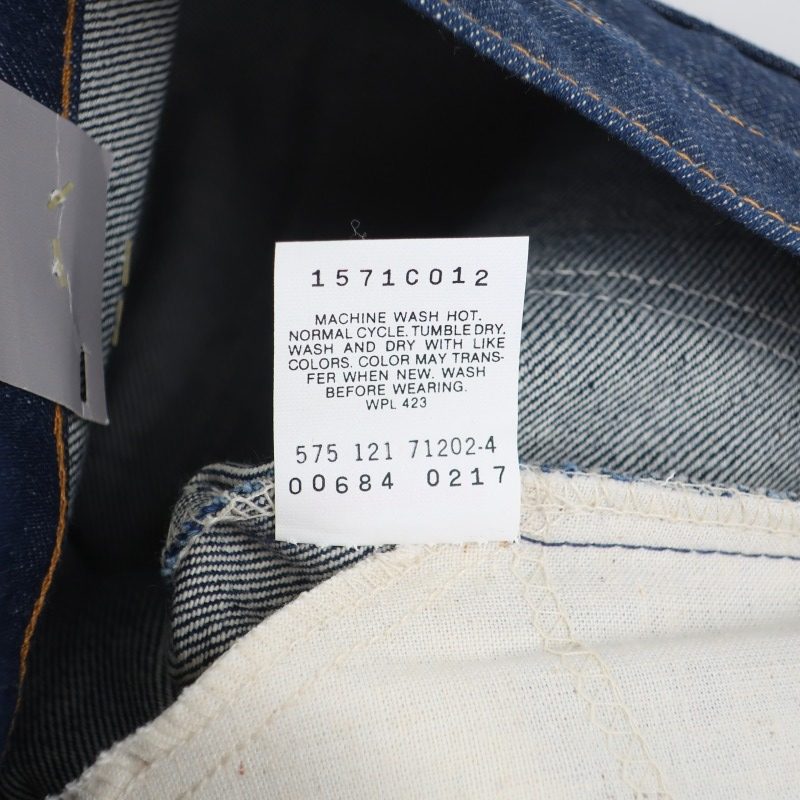 1571C012
MACHINE WASH HOT.
NORMAL CYCLE. TUMBLE DRY.
WASH AND DRY WITH LIKE
COLORS. COLOR MAY TRANS-
FER WHEN NEW. WASH
BEFORE WEARING.
WPL 423
575 121 71202-4
00684 0217